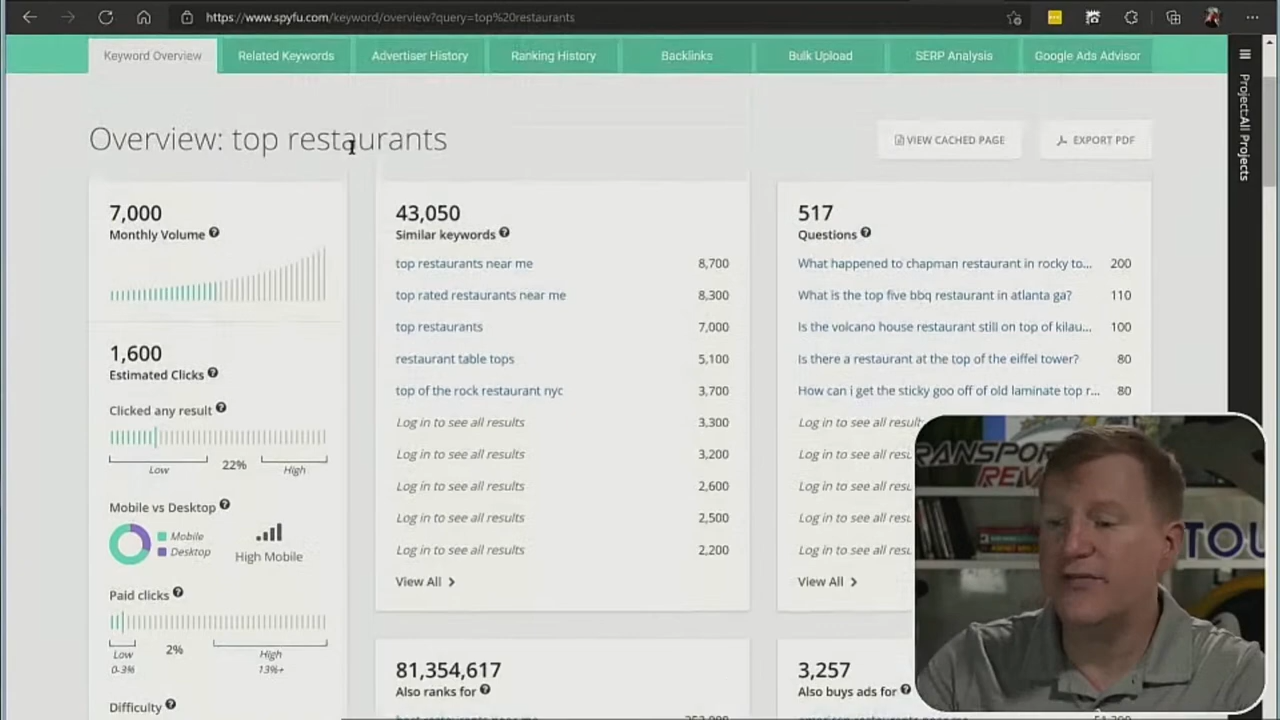 https://www.spyfu.com/keyword/overview?query=top%20restaurants
Keyword Overview
Related Keywords
Advertiser History
Ranking History
Backlinks
Bulk Upload
SERP Analysis
Google Ads Advisor
Project:All Projects
Overview: top restaurants
VIEW CACHED PAGE
EXPORT PDF
7,000
Monthly Volume
1,600
Estimated Clicks
Clicked any result
Low 22% High
Mobile vs Desktop
Mobile
Desktop
High Mobile
Paid clicks
Low 2% High
0-3% 13%+
Difficulty
43,050
Similar keywords
top restaurants near me 8,700
top rated restaurants near me 8,300
top restaurants 7,000
restaurant table tops 5,100
top of the rock restaurant nyc 3,700
Log in to see all results 3,300
Log in to see all results 3,200
Log in to see all results 2,600
Log in to see all results 2,500
Log in to see all results 2,200
View All
81,354,617
Also ranks for
517
Questions
What happened to chapman restaurant in rocky to... 200
What is the top five bbq restaurant in atlanta ga? 110
Is the volcano house restaurant still on top of kilau... 100
Is there a restaurant at the top of the eiffel tower? 80
How can i get the sticky goo off of old laminate top r... 80
Log in to see all resu
Log in to see all resu
Log in to see all resu
Log in to see all resu
Log in to see all resu
View All
3,257
Also buys ads for